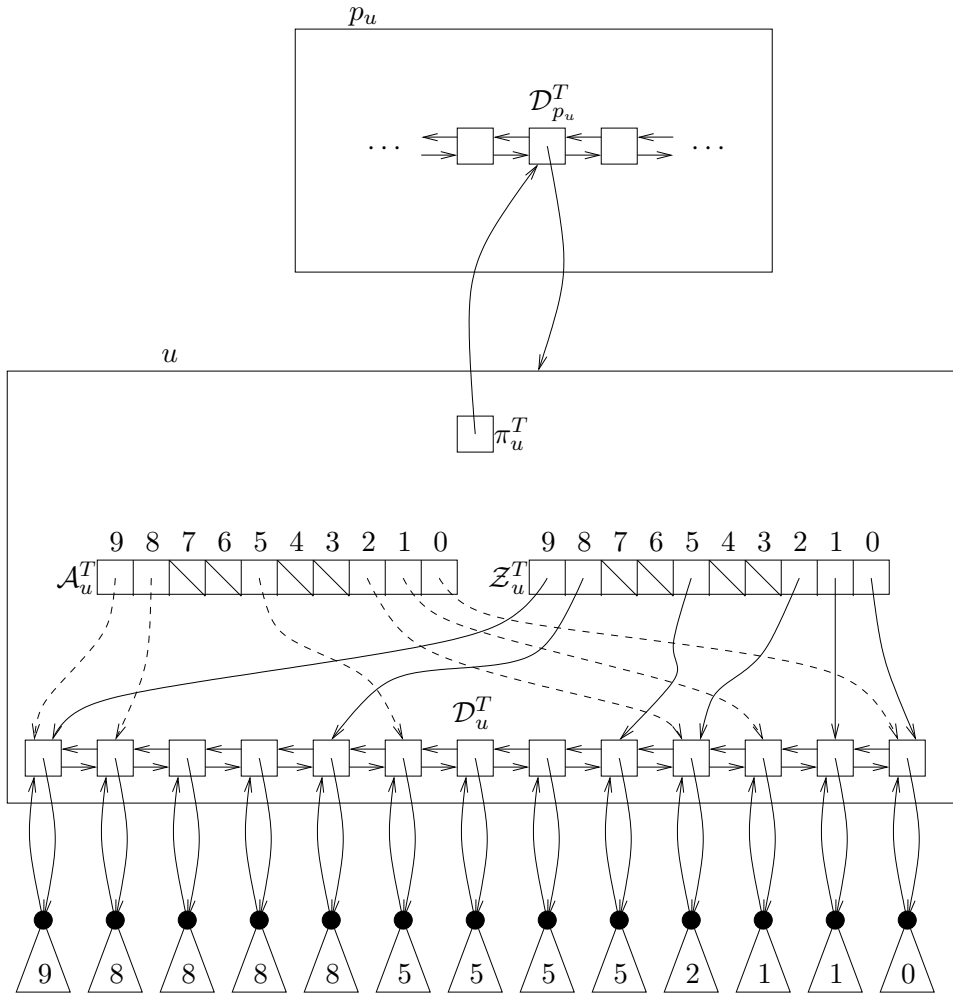 p_u
𝒟^T_{p_u}
... ...
u
π^T_u
9 8 7 6 5 4 3 2 1 0 9 8 7 6 5 4 3 2 1 0
𝒜^T_u 𝒵^T_u
𝒟^T_u
9 8 8 8 8 5 5 5 5 2 1 1 0